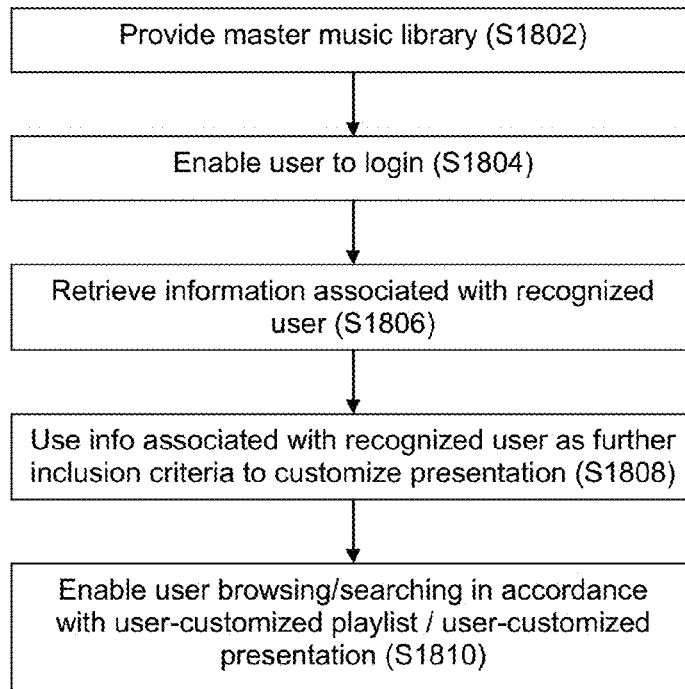 Provide master music library (S1802)
Enable user to login (S1804)
Retrieve information associated with recognized
user (S1806)
Use info associated with recognized user as further
inclusion criteria to customize presentation (S1808)
Enable user browsing/searching in accordance
with user-customized playlist / user-customized
presentation (S1810)